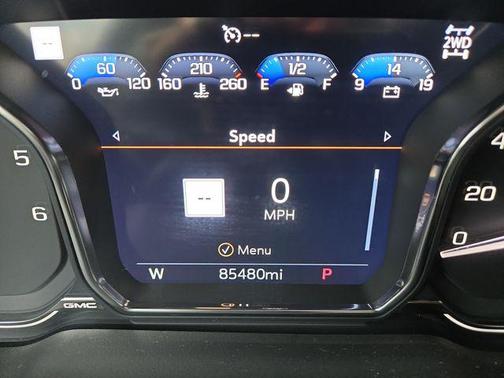 -- -- 2WD
60 210 1/2 14
0 120 160 260 E F 9 19
Speed
5 4
-- 0 20
6 MPH
Menu 0
W 85480mi P
GMC